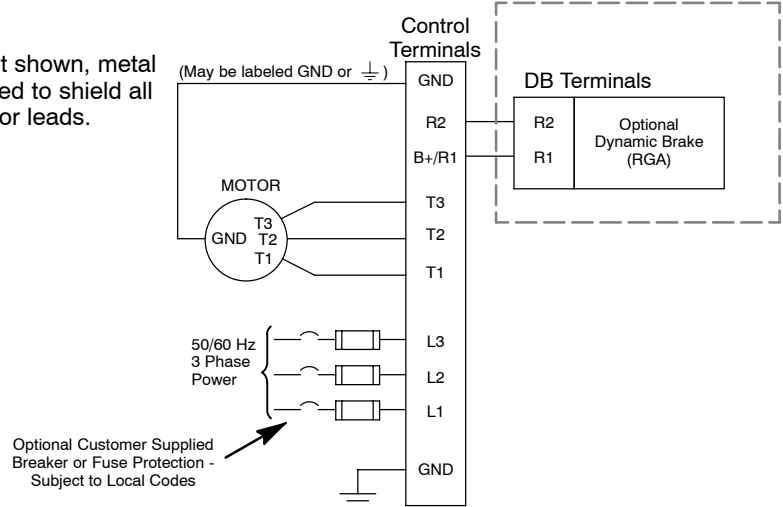 t shown, metal
ed to shield all
or leads.
(May be labeled GND or )
Control
Terminals
GND
R2
B+/R1
T3
T2
T1
L3
L2
L1
GND
DB Terminals
R2
R1
Optional
Dynamic Brake
(RGA)
MOTOR
GND
T3
T2
T1
50/60 Hz
3 Phase
Power
Optional Customer Supplied
Breaker or Fuse Protection -
Subject to Local Codes